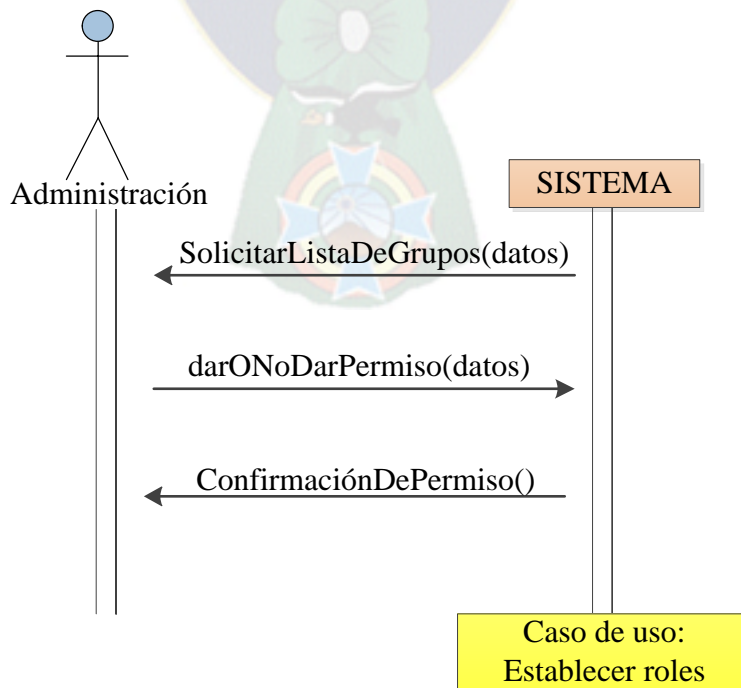 Administración
SISTEMA
SolicitarListaDeGrupos(datos)
darONoDarPermiso(datos)
ConfirmaciónDePermiso()
Caso de uso:
Establecer roles